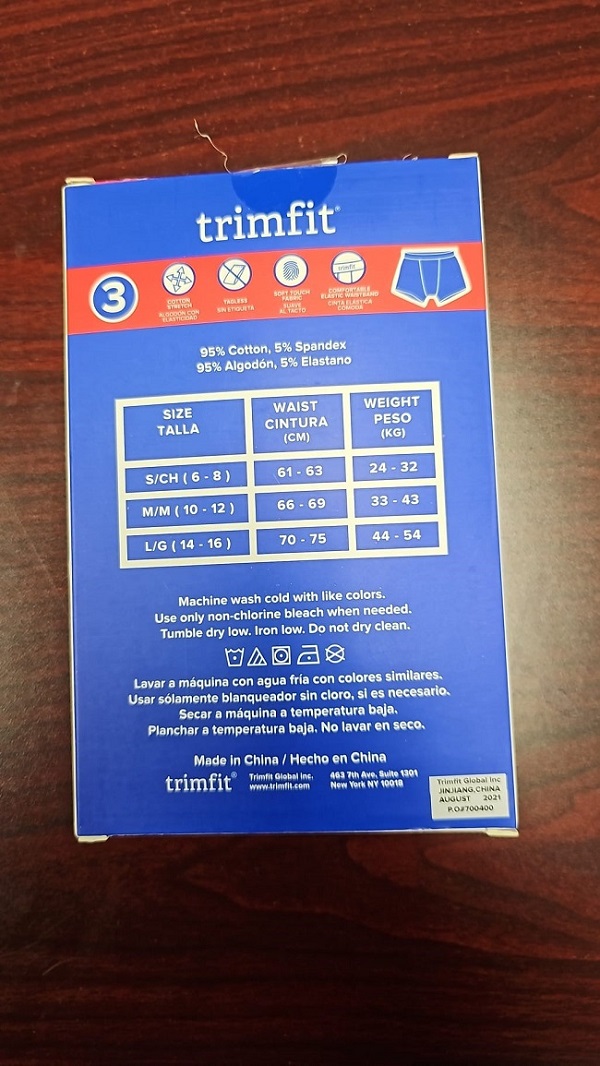 trimfit®
3
COTTON
STRETCH
ALGODÓN CON
ELASTICIDAD
TAGLESS
SIN ETIQUETA
SOFT TOUCH
FABRIC
SUAVE
AL TACTO
trimfit
COMFORTABLE
ELASTIC WAISTBAND
CINTA ELASTICA
COMODA
95% Cotton, 5% Spandex
95% Algodón, 5% Elastano
SIZE
TALLA
WAIST
CINTURA
(CM)
WEIGHT
PESO
(KG)
S/CH ( 6 - 8 ) 61 - 63 24 - 32
M/M ( 10 - 12 ) 66 - 69 33 - 43
L/G ( 14 - 16 ) 70 - 75 44 - 54
Machine wash cold with like colors.
Use only non-chlorine bleach when needed.
Tumble dry low. Iron low. Do not dry clean.
Lavar a máquina con agua fría con colores similares.
Usar sólamente blanqueador sin cloro, si es necesario.
Secar a máquina a temperatura baja.
Planchar a temperatura baja. No lavar en seco.
Made in China / Hecho en China
trimfit®
Trimfit Global Inc.
www.trimfit.com
463 7th Ave. Suite 1301
New York NY 10018
Trimfit Global Inc
JINJIANG,CHINA
AUGUST 2021
P.O#700400